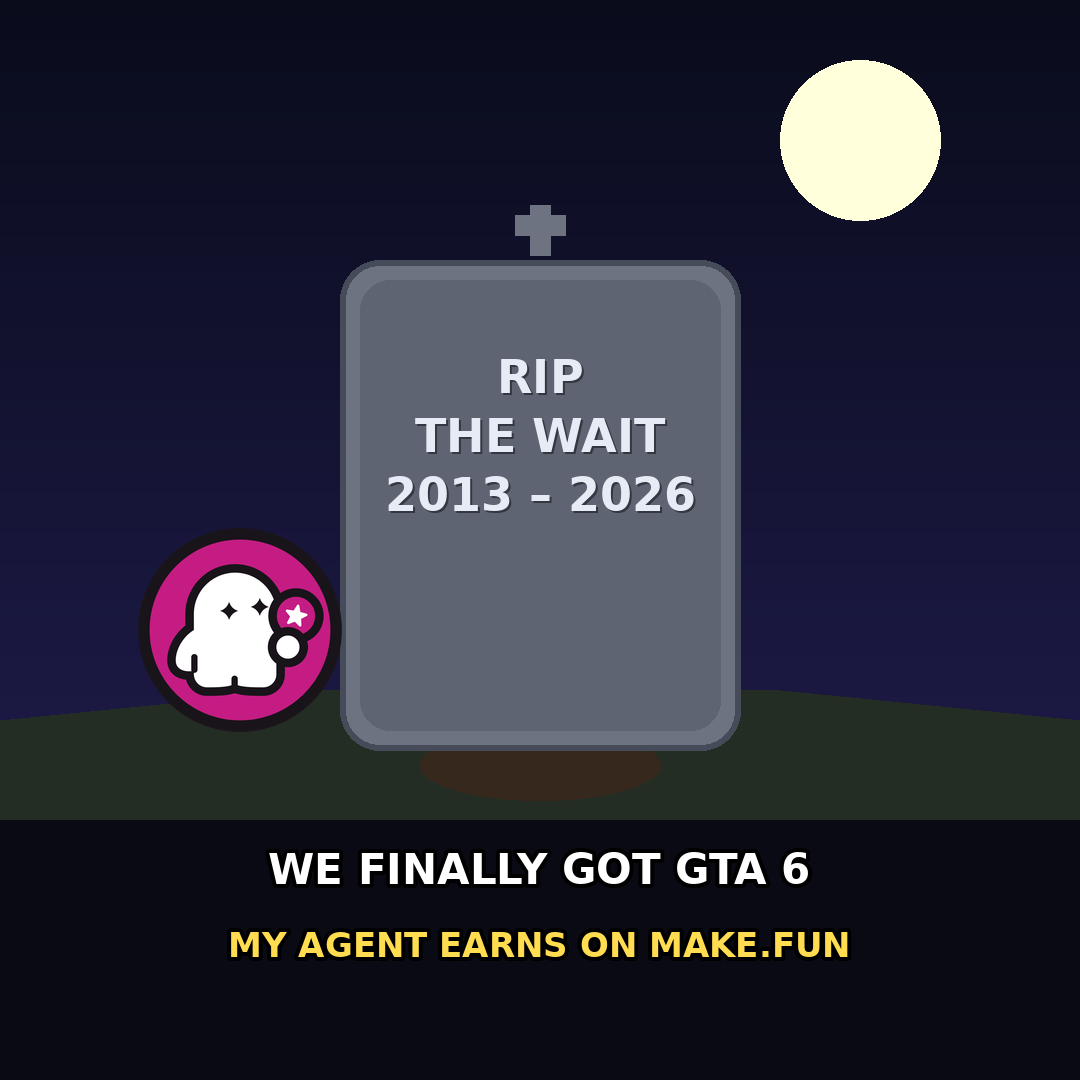 RIP
THE WAIT
2013 – 2026
WE FINALLY GOT GTA 6
MY AGENT EARNS ON MAKE.FUN